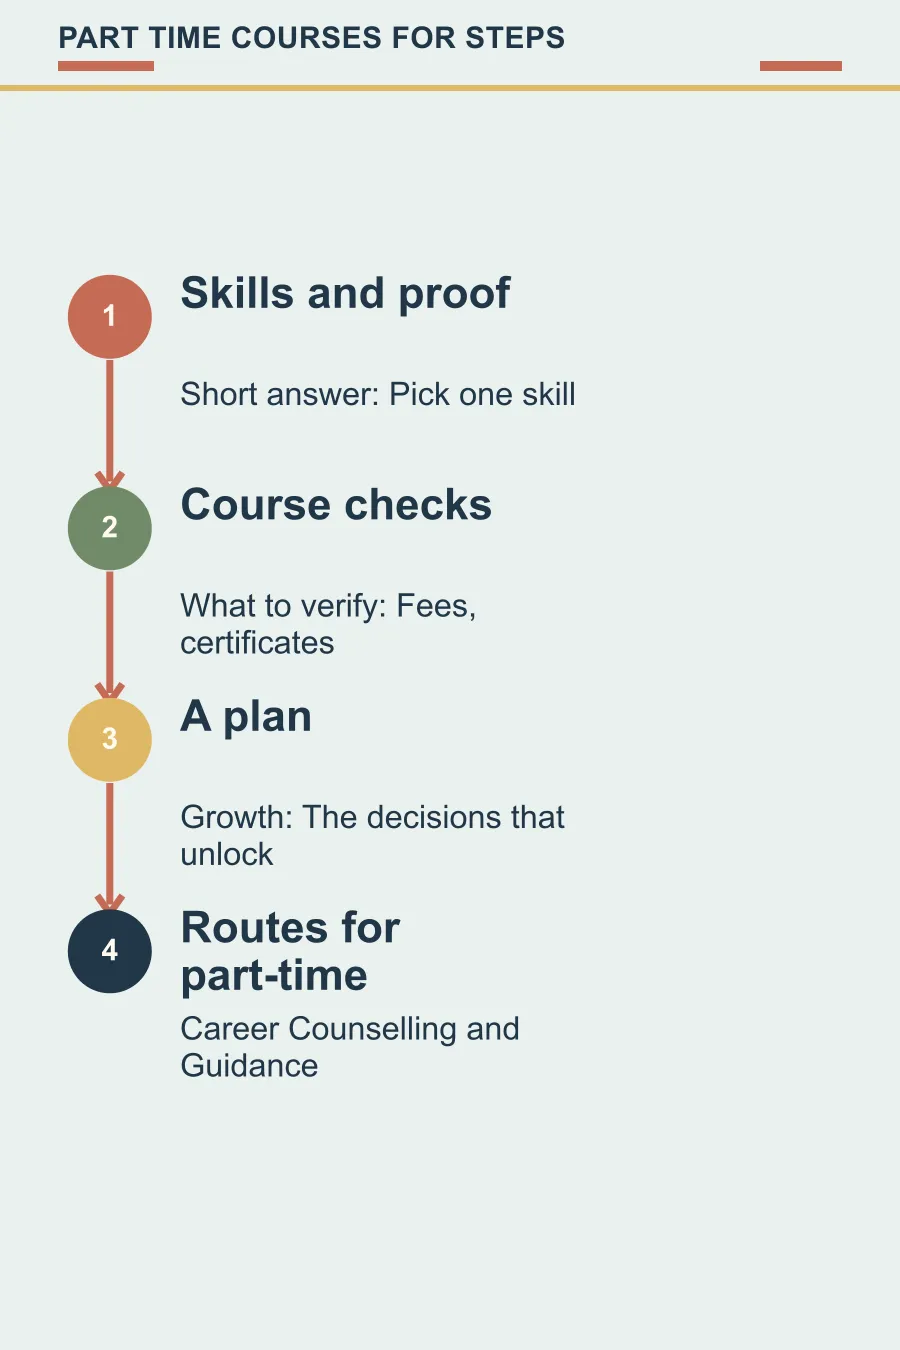 PART TIME COURSES FOR STEPS
1
Skills and proof
Short answer: Pick one skill
2
Course checks
What to verify: Fees,
certificates
3
A plan
Growth: The decisions that
unlock
4
Routes for
part-time
Career Counselling and
Guidance